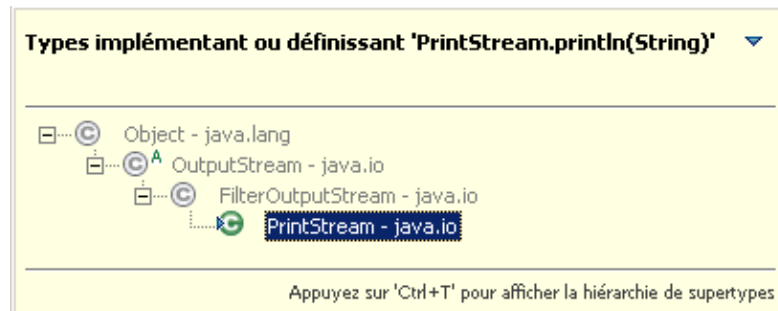 Types implémentant ou définissant 'PrintStream.println(String)'
Object - java.lang
A OutputStream - java.io
FilterOutputStream - java.io
PrintStream - java.io
Appuyez sur 'Ctrl+T' pour afficher la hiérarchie de supertypes